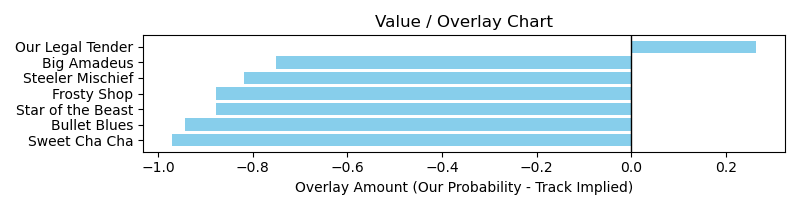 Value / Overlay Chart
Our Legal Tender
Big Amadeus
Steeler Mischief
Frosty Shop
Star of the Beast
Bullet Blues
Sweet Cha Cha
−1.0 −0.8 −0.6 −0.4 −0.2 0.0 0.2
Overlay Amount (Our Probability - Track Implied)